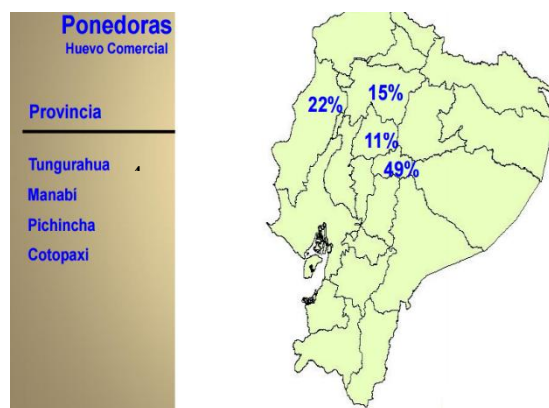 Ponedoras
Huevo Comercial
Provincia
Tungurahua
Manabí
Pichincha
Cotopaxi
22%
15%
11%
49%